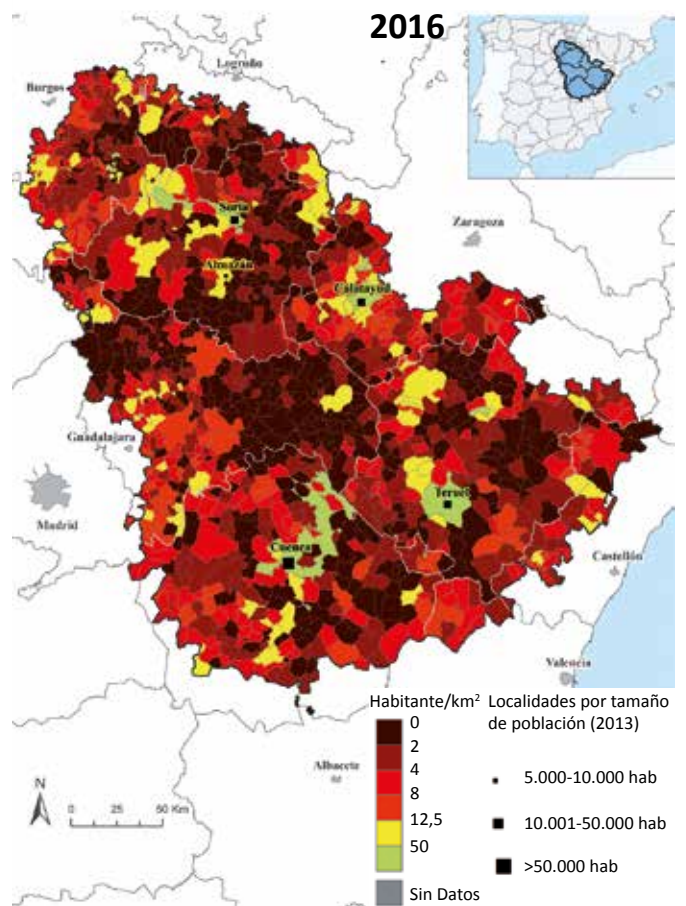 2016
Logroño
Burgos
Soria
Zaragoza
Almazán
Calatayud
Guadalajara
Madrid
Teruel
Cuenca
Castellón
Valencia
Albacete
Habitante/km²
0
2
4
8
12,5
50
Sin Datos
Localidades por tamaño
de población (2013)
5.000-10.000 hab
10.001-50.000 hab
>50.000 hab
N
0 25 50 Km